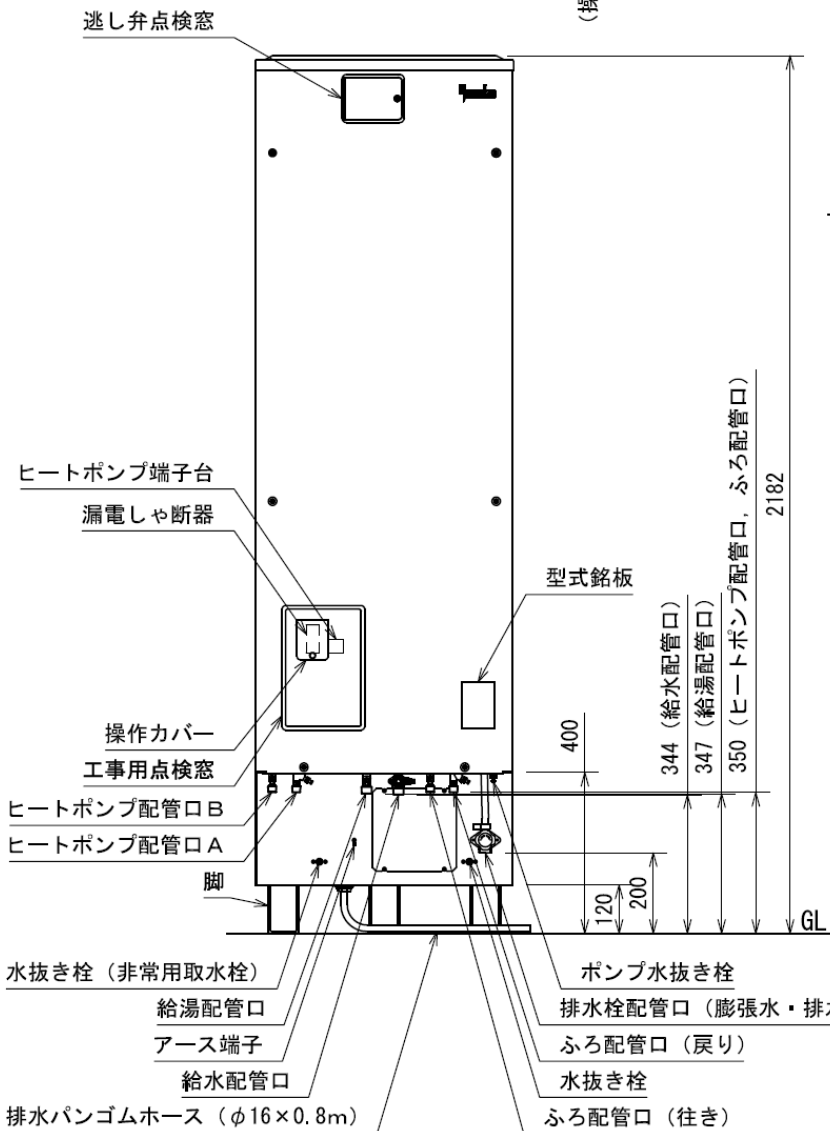 (操
逃し弁点検窓
ヒートポンプ端子台
漏電しゃ断器
型式銘板
操作カバー
工事用点検窓
ヒートポンプ配管口B
ヒートポンプ配管口A
脚
400
344 (給水配管口)
347 (給湯配管口)
350 (ヒートポンプ配管口, ふろ配管口)
2182
120
200
GL
水抜き栓 (非常用取水栓)
給湯配管口
アース端子
給水配管口
排水パンゴムホース (φ16×0.8m)
ポンプ水抜き栓
排水栓配管口 (膨張水・排水
ふろ配管口 (戻り)
水抜き栓
ふろ配管口 (往き)